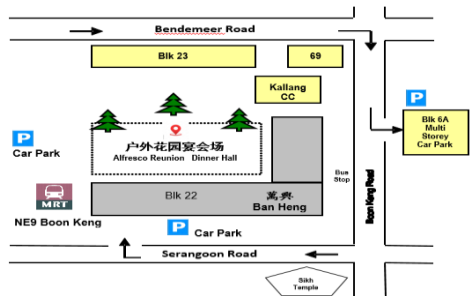 Bendemeer Road
Blk 23
69
Kallang
CC
P
Blk 6A
Multi
Storey
Car Park
P
Car Park
户外花园宴会场
Alfresco Reunion Dinner Hall
Bus
Stop
Boon Keng Road
MRT
NE9 Boon Keng
Blk 22
萬興
Ban Heng
P
Car Park
Serangoon Road
Sikh
Temple